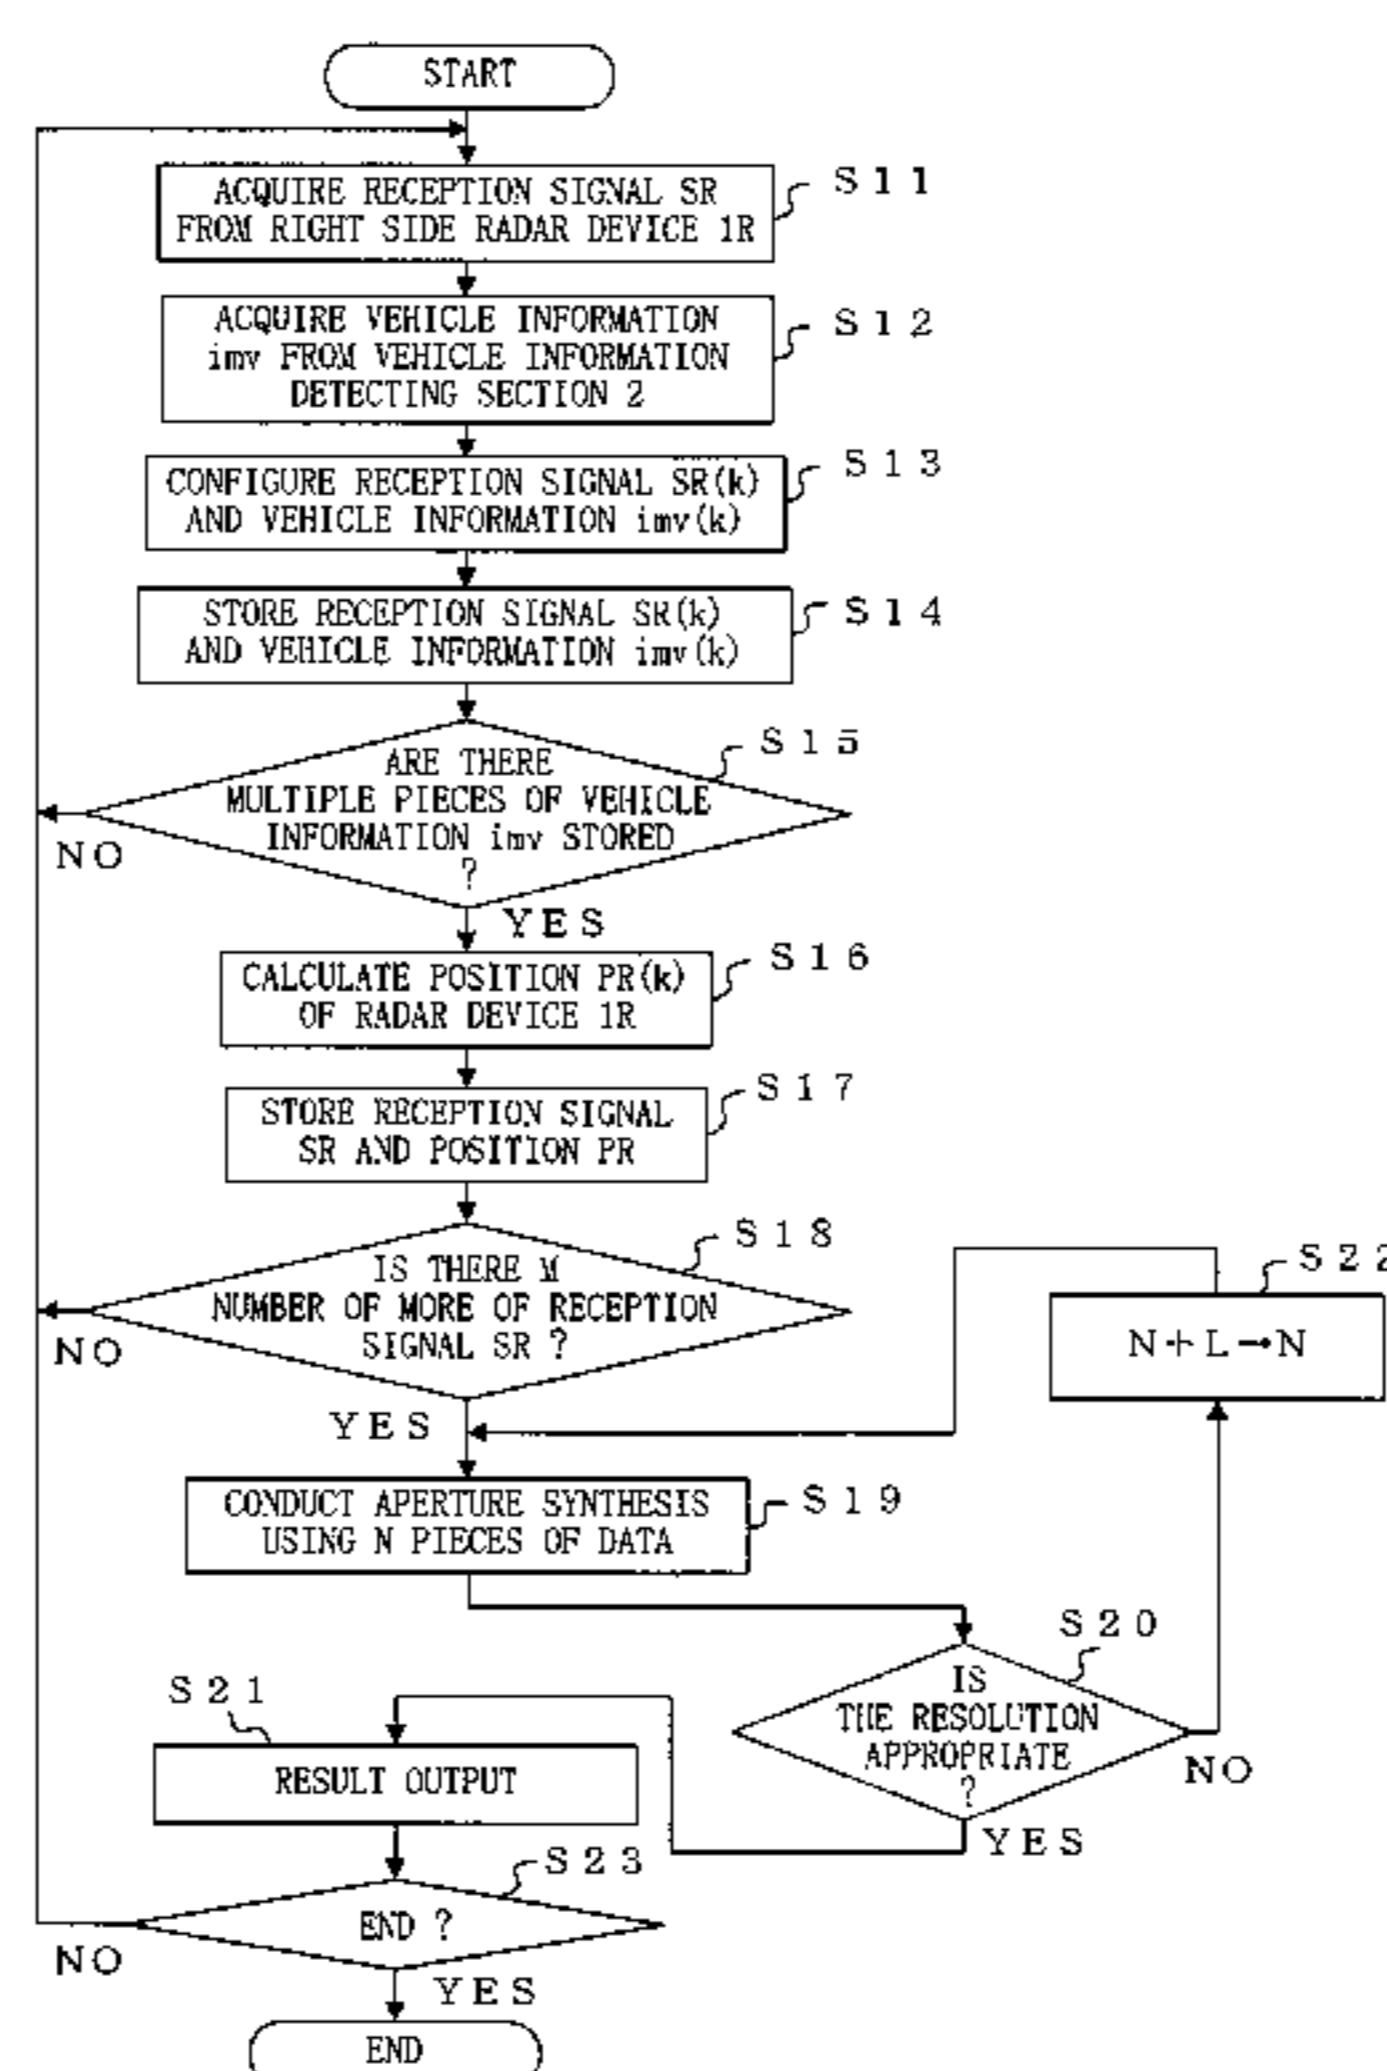 START
ACQUIRE RECEPTION SIGNAL SR
FROM RIGHT SIDE RADAR DEVICE 1R
S11
ACQUIRE VEHICLE INFORMATION
imv FROM VEHICLE INFORMATION
DETECTING SECTION 2
S12
CONFIGURE RECEPTION SIGNAL SR(k)
AND VEHICLE INFORMATION imv(k)
S13
STORE RECEPTION SIGNAL SR(k)
AND VEHICLE INFORMATION imv(k)
S14
ARE THERE
MULTIPLE PIECES OF VEHICLE
INFORMATION imv STORED
?
S15
NO
YES
CALCULATE POSITION PR(k)
OF RADAR DEVICE 1R
S16
STORE RECEPTION SIGNAL
SR AND POSITION PR
S17
IS THERE M
NUMBER OF MORE OF RECEPTION
SIGNAL SR ?
S18
NO
YES
S22
N+L→N
CONDUCT APERTURE SYNTHESIS
USING N PIECES OF DATA
S19
IS
THE RESOLUTION
APPROPRIATE
?
S20
NO
YES
S21
RESULT OUTPUT
END ?
S23
NO
YES
END